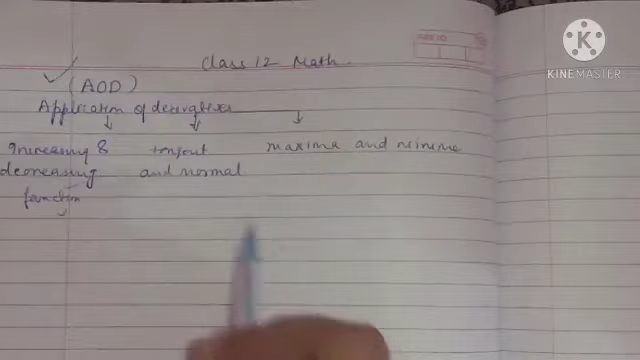 Class 12 Math
(AOD)
Application of derivatives
increasing & tangent maxima and minima
decreasing and normal
function
KINEMASTER